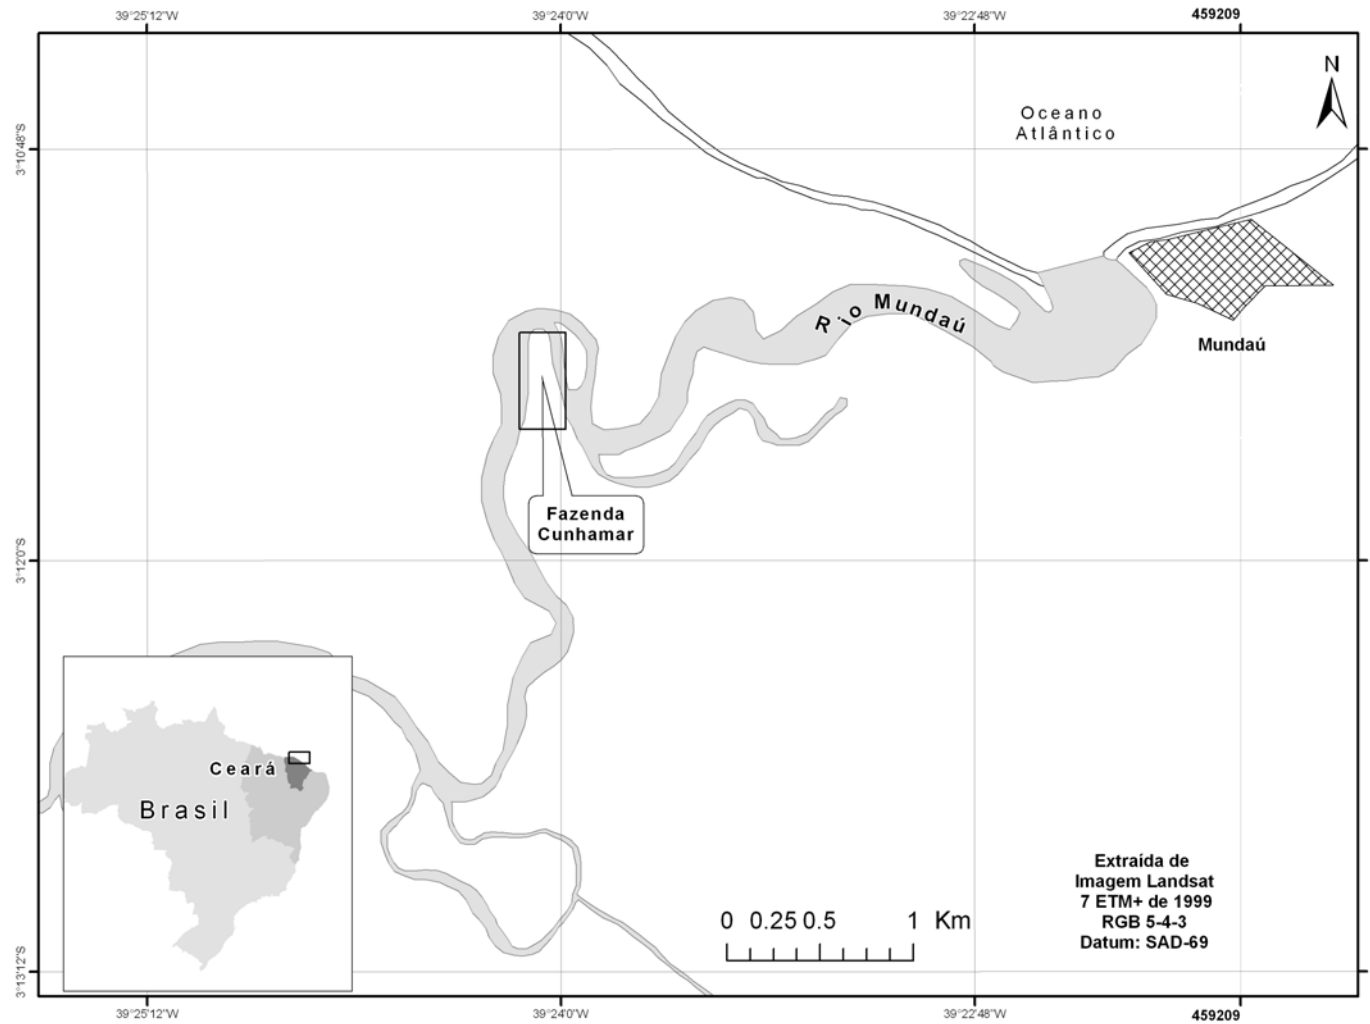 39°25'12"W
39°24'0"W
39°22'48"W
459209
N
Oceano
Atlântico
3°10'48"S
Rio Mundaú
Mundaú
Fazenda
Cunhamar
3°12'0"S
Ceará
Brasil
Extraída de
Imagem Landsat
7 ETM+ de 1999
RGB 5-4-3
Datum: SAD-69
0 0.25 0.5 1 Km
3°13'12"S
39°25'12"W
39°24'0"W
39°22'48"W
459209